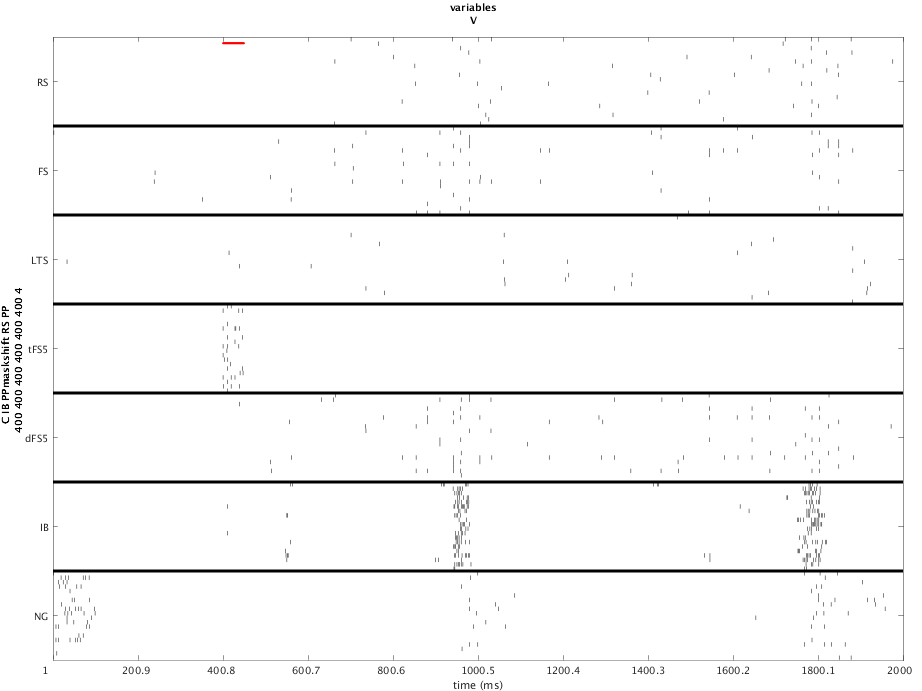 variables
V
RS
FS
LTS
tFS5
dFS5
IB
NG
C IB PPmaskshift RS PP
400 400 400 400 400 400 4
1
200.9
400.8
600.7
800.6
1000.5
1200.4
1400.3
1600.2
1800.1
2000
time (ms)